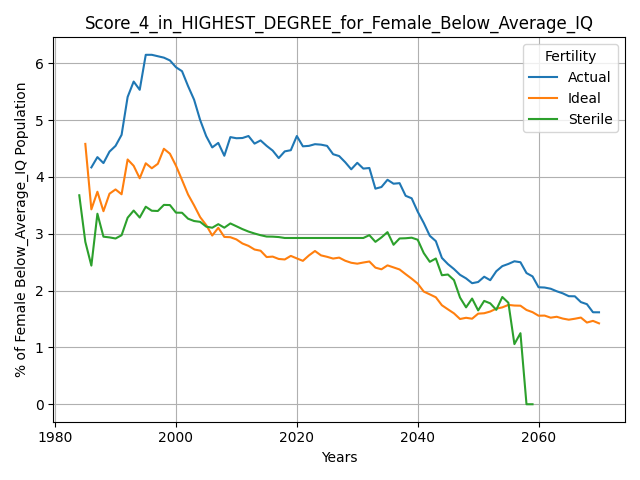 Score_4_in_HIGHEST_DEGREE_for_Female_Below_Average_IQ
% of Female Below_Average_IQ Population
6
5
4
3
2
1
0
Fertility
Actual
Ideal
Sterile
1980 2000 2020 2040 2060
Years